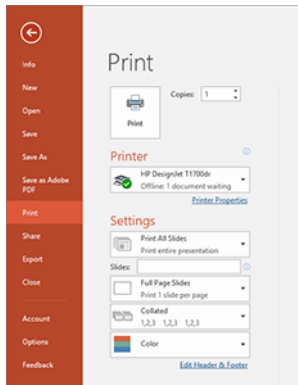 Info
New
Open
Save
Save As
Save as Adobe
PDF
Print
Share
Export
Close
Account
Options
Feedback
Print
Copies: 1
Print
Printer
HP DesignJet T1700dr
Offline: 1 document waiting
Printer Properties
Settings
Print All Slides
Print entire presentation
Slides:
Full Page Slides
Print 1 slide per page
Collated
1,2,3 1,2,3 1,2,3
Color
Edit Header & Footer